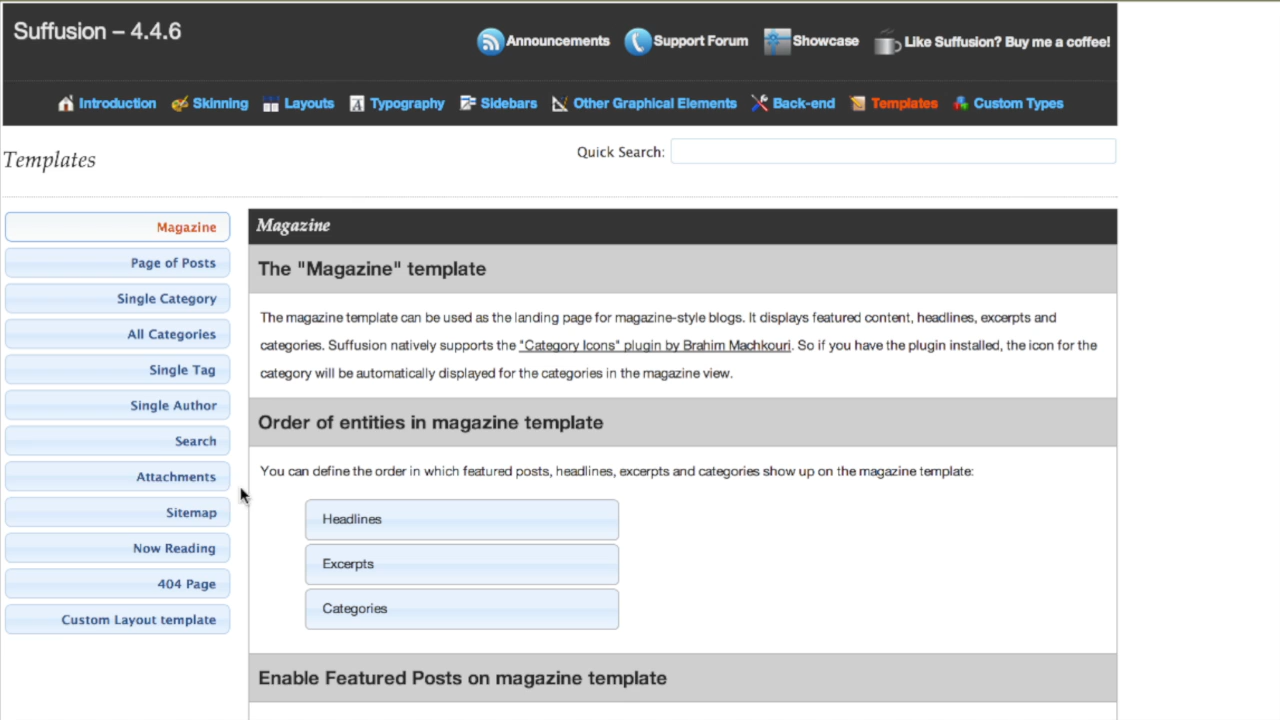 Suffusion – 4.4.6
Announcements Support Forum Showcase Like Suffusion? Buy me a coffee!
Introduction Skinning Layouts Typography Sidebars Other Graphical Elements Back-end Templates Custom Types
Templates
Quick Search:
Magazine
Page of Posts
Single Category
All Categories
Single Tag
Single Author
Search
Attachments
Sitemap
Now Reading
404 Page
Custom Layout template
Magazine
The "Magazine" template
The magazine template can be used as the landing page for magazine-style blogs. It displays featured content, headlines, excerpts and
categories. Suffusion natively supports the "Category Icons" plugin by Brahim Machkouri. So if you have the plugin installed, the icon for the
category will be automatically displayed for the categories in the magazine view.
Order of entities in magazine template
You can define the order in which featured posts, headlines, excerpts and categories show up on the magazine template:
Headlines
Excerpts
Categories
Enable Featured Posts on magazine template